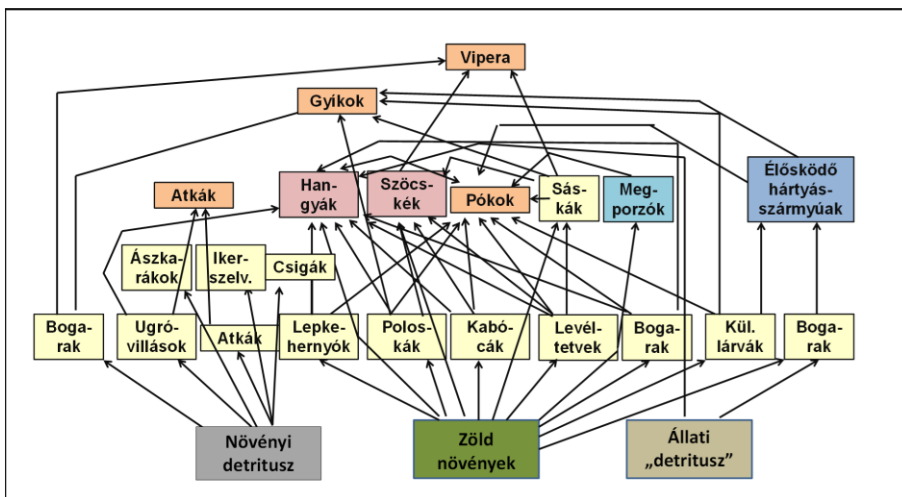 Vipera
Gyikok
Atkák
Han-
gyák
Szöcs-
kék
Pókok
Sás-
kák
Meg-
porzók
Élősködő
hártyás-
szármyúak
Ászka-
rákok
Iker-
szelv.
Csigák
Boga-
rak
Ugró-
villások
Atkák
Lepke-
hernyók
Polos-
kák
Kabó-
cák
Levél-
tetvek
Boga-
rak
Kül.
lárvák
Boga-
rak
Növényi
detritusz
Zöld
növények
Állati
„detritusz”